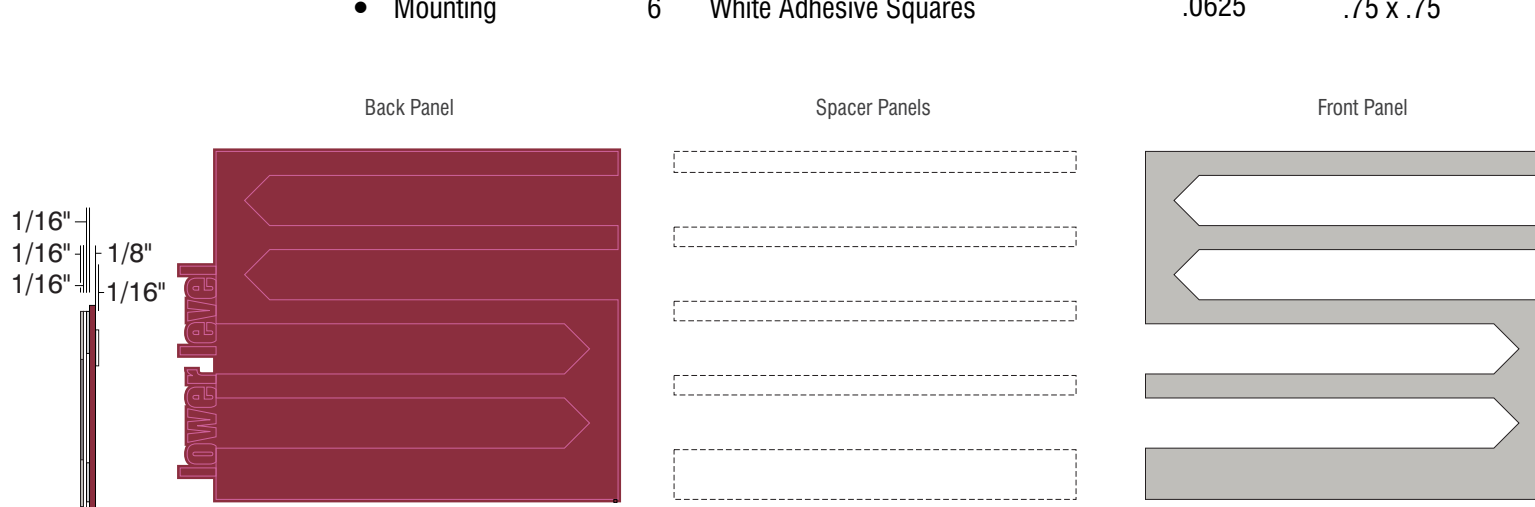 • Mounting 6 White Adhesive Squares .0625 .75 x .75
Back Panel Spacer Panels Front Panel
1/16"
1/16" 1/8"
1/16" 1/16"
lower level